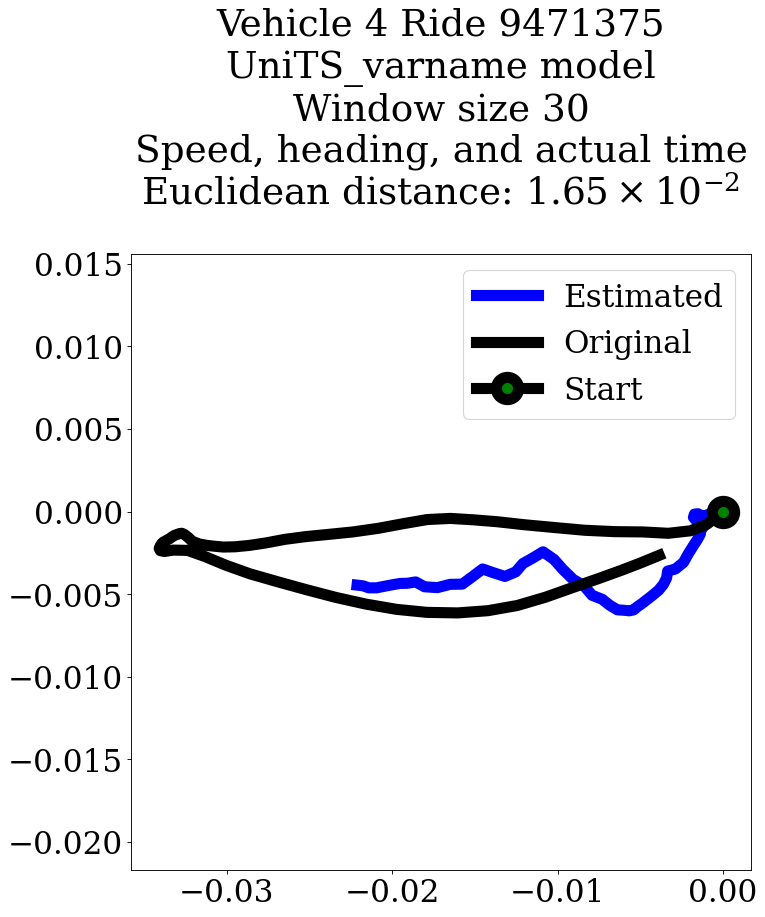 Vehicle 4 Ride 9471375
UniTS_varname model
Window size 30
Speed, heading, and actual time
Euclidean distance: 1.65 × 10⁻²
Estimated
Original
Start
0.015
0.010
0.005
0.000
−0.005
−0.010
−0.015
−0.020
−0.03 −0.02 −0.01 0.00